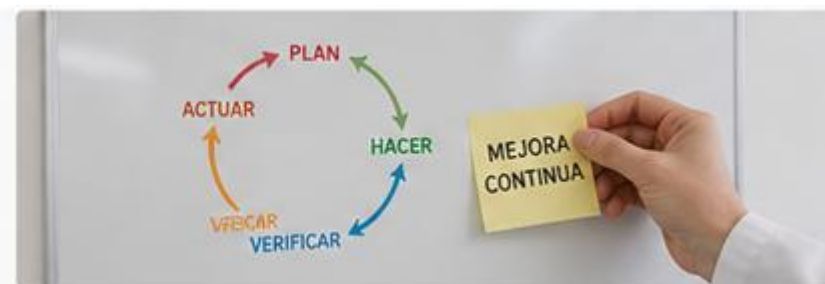 PLAN
ACTUAR
HACER
VERIFICAR
MEJORA
CONTINUA